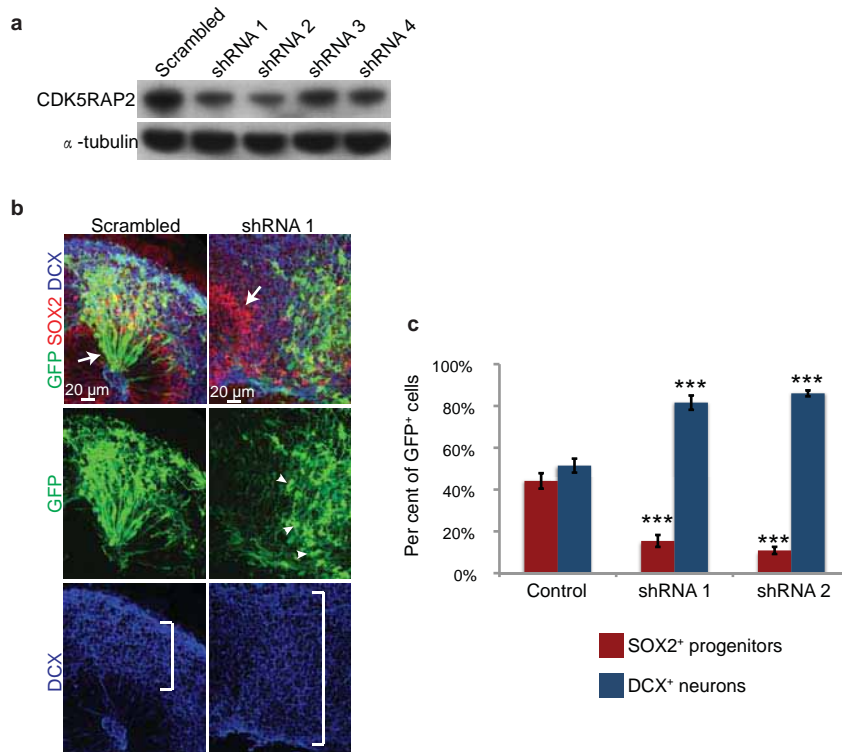 a
Scrambled
shRNA 1
shRNA 2
shRNA 3
shRNA 4
CDK5RAP2
α -tubulin
b
Scrambled
shRNA 1
GFP SOX2 DCX
20 µm
20 µm
GFP
DCX
c
Per cent of GFP⁺ cells
100%
80%
60%
40%
20%
0%
***
***
***
***
Control
shRNA 1
shRNA 2
SOX2⁺ progenitors
DCX⁺ neurons